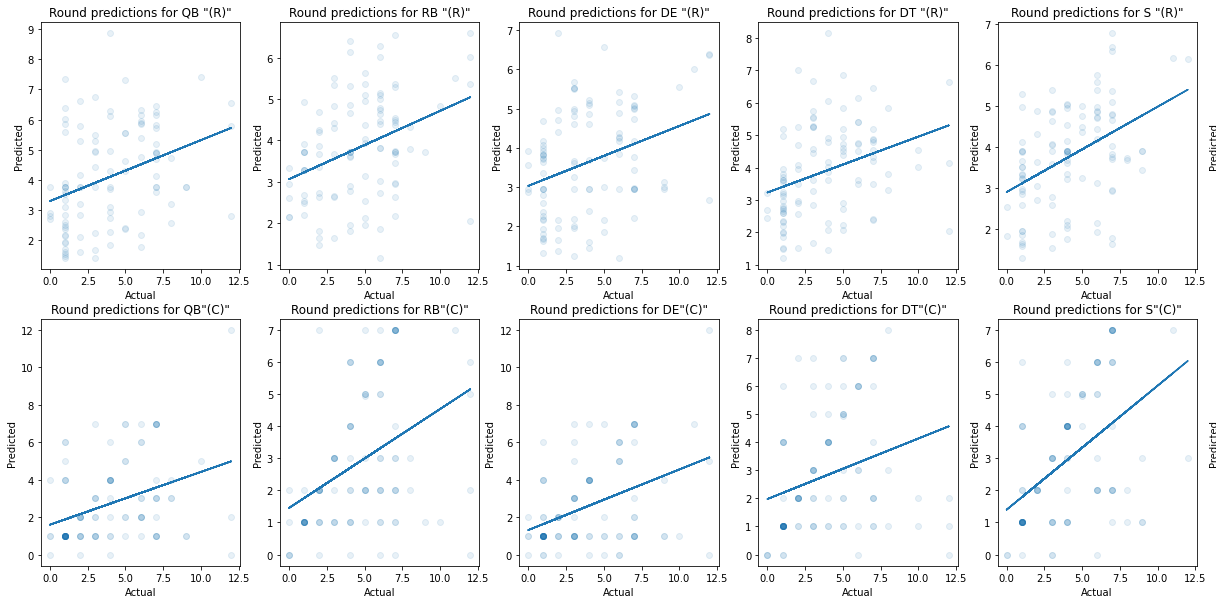 Round predictions for QB "(R)"
Round predictions for RB "(R)"
Round predictions for DE "(R)"
Round predictions for DT "(R)"
Round predictions for S "(R)"
Predicted
9
8
7
6
5
4
3
2
0.0 2.5 5.0 7.5 10.0 12.5
Actual
Predicted
6
5
4
3
2
1
0.0 2.5 5.0 7.5 10.0 12.5
Actual
Predicted
7
6
5
4
3
2
1
0.0 2.5 5.0 7.5 10.0 12.5
Actual
Predicted
8
7
6
5
4
3
2
1
0.0 2.5 5.0 7.5 10.0 12.5
Actual
Predicted
7
6
5
4
3
2
0.0 2.5 5.0 7.5 10.0 12.5
Actual
Predicted
Round predictions for QB"(C)"
Round predictions for RB"(C)"
Round predictions for DE"(C)"
Round predictions for DT"(C)"
Round predictions for S"(C)"
Predicted
12
10
8
6
4
2
0
0.0 2.5 5.0 7.5 10.0 12.5
Actual
Predicted
7
6
5
4
3
2
1
0
0.0 2.5 5.0 7.5 10.0 12.5
Actual
Predicted
12
10
8
6
4
2
0
0.0 2.5 5.0 7.5 10.0 12.5
Actual
Predicted
8
7
6
5
4
3
2
1
0
0.0 2.5 5.0 7.5 10.0 12.5
Actual
Predicted
7
6
5
4
3
2
1
0
0.0 2.5 5.0 7.5 10.0 12.5
Actual
Predicted